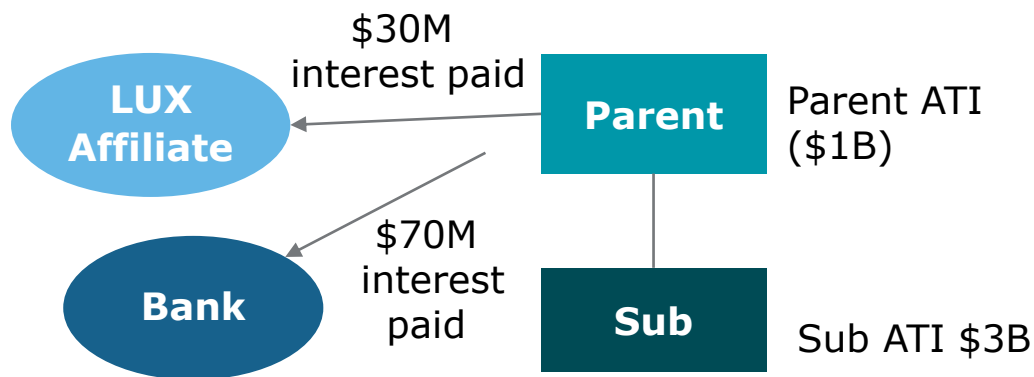 $30M
interest paid
LUX
Affiliate
Parent
Parent ATI
($1B)
$70M
interest
paid
Bank
Sub
Sub ATI $3B